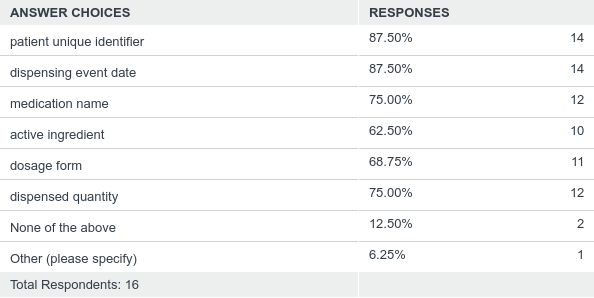 ANSWER CHOICES RESPONSES
patient unique identifier 87.50% 14
dispensing event date 87.50% 14
medication name 75.00% 12
active ingredient 62.50% 10
dosage form 68.75% 11
dispensed quantity 75.00% 12
None of the above 12.50% 2
Other (please specify) 6.25% 1
Total Respondents: 16